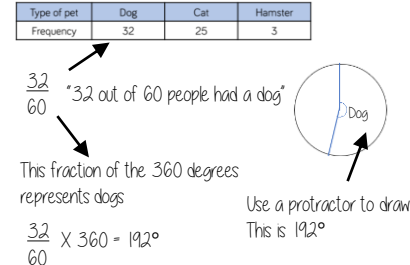 Type of pet Dog Cat Hamster
Frequency 32 25 3
32
60
"32 out of 60 people had a dog"
Dog
This fraction of the 360 degrees
represents dogs
32
60
X 360 = 192°
Use a protractor to draw
This is 192°